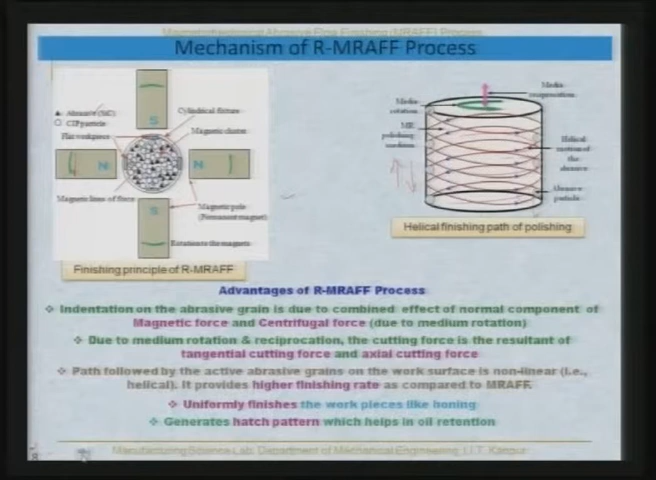 Magnetorheological Abrasive Flow Finishing (MRAFF) Process
Mechanism of R-MRAFF Process
S
Abrasive (SiC)
CIP particle
Flat workpiece
Cylindrical fixture
Magnetic cluster
N
N
Magnetic lines of force
S
Magnetic pole
(Permanent magnet)
Rotation to the magnets
Finishing principle of R-MRAFF
Media
reciprocation
Media
rotation
MR
polishing
medium
Helical
motion of
the
abrasive
Abrasive
particle
Helical finishing path of polishing
Advantages of R-MRAFF Process
❖ Indentation on the abrasive grain is due to combined effect of normal component of
Magnetic force and Centrifugal force (due to medium rotation)
❖ Due to medium rotation & reciprocation, the cutting force is the resultant of
tangential cutting force and axial cutting force
❖ Path followed by the active abrasive grains on the work surface is non-linear (i.e.,
helical). It provides higher finishing rate as compared to MRAFF.
❖ Uniformly finishes the work pieces like honing
❖ Generates hatch pattern which helps in oil retention
Manufacturing Science Lab, Department of Mechanical Engineering, I.I.T. Kanpur